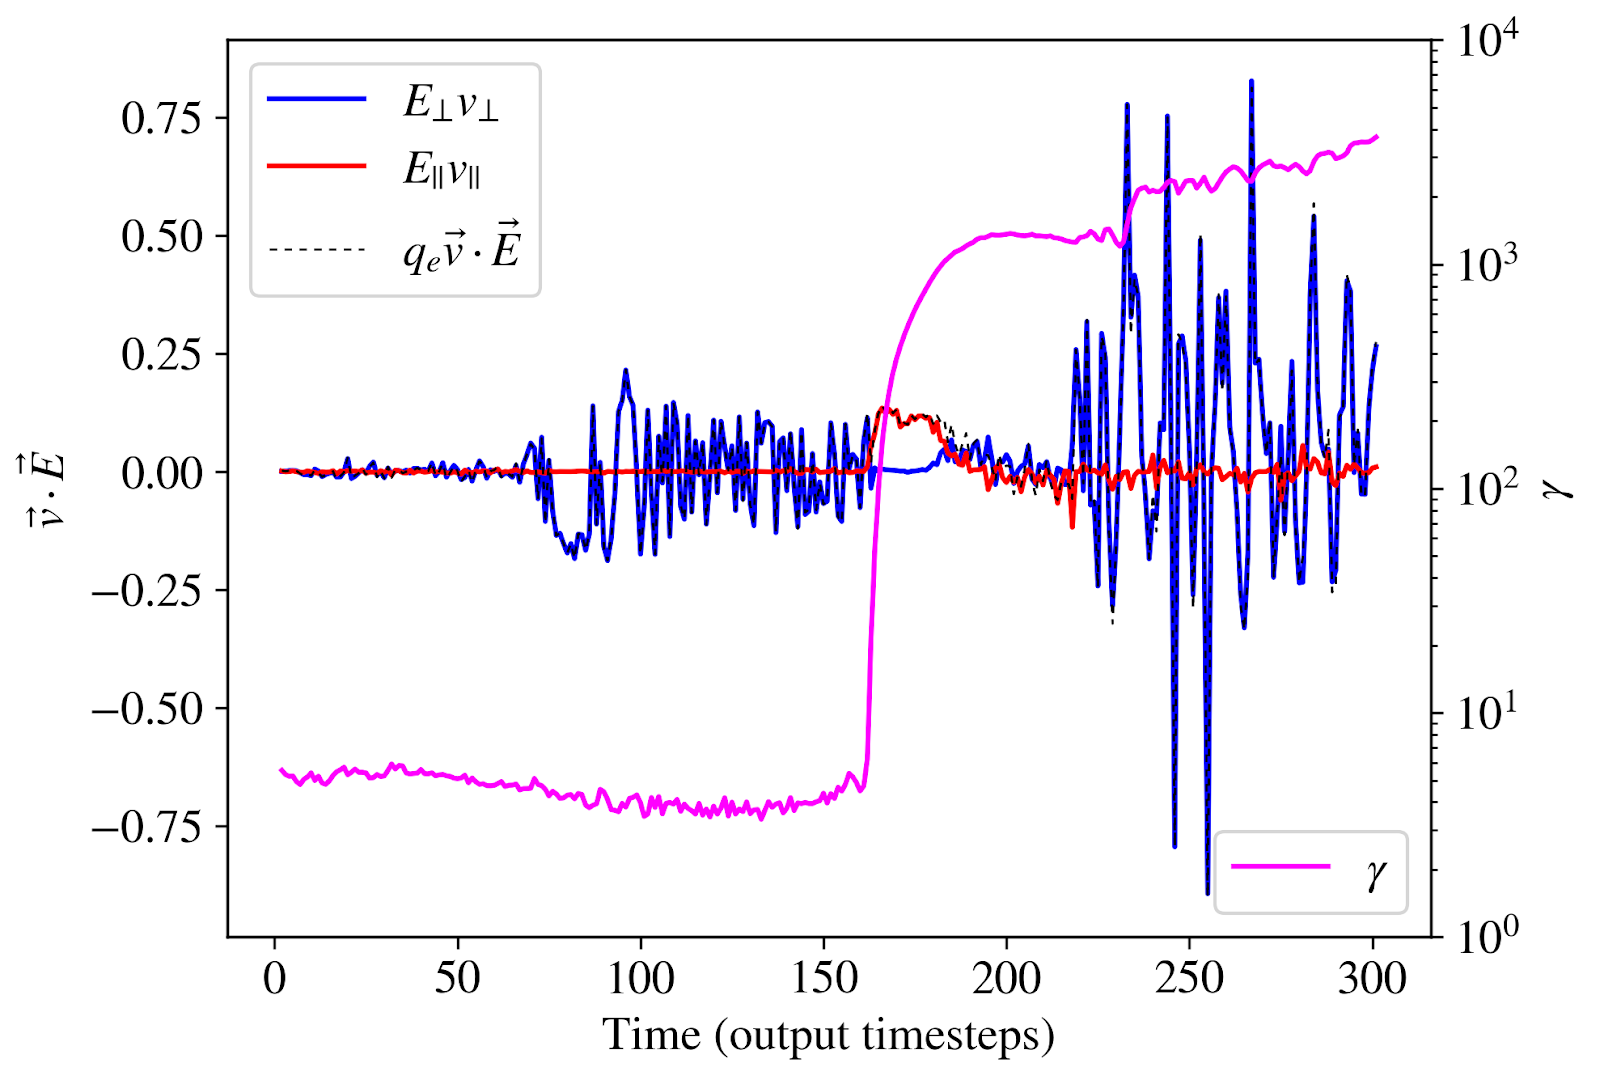 E⊥v⊥
E∥v∥
qₑv⃗ · E⃗
0.75
0.50
0.25
0.00
−0.25
−0.50
−0.75
v⃗ · E⃗
10⁴
10³
10²
10¹
10⁰
γ
γ
0 50 100 150 200 250 300
Time (output timesteps)